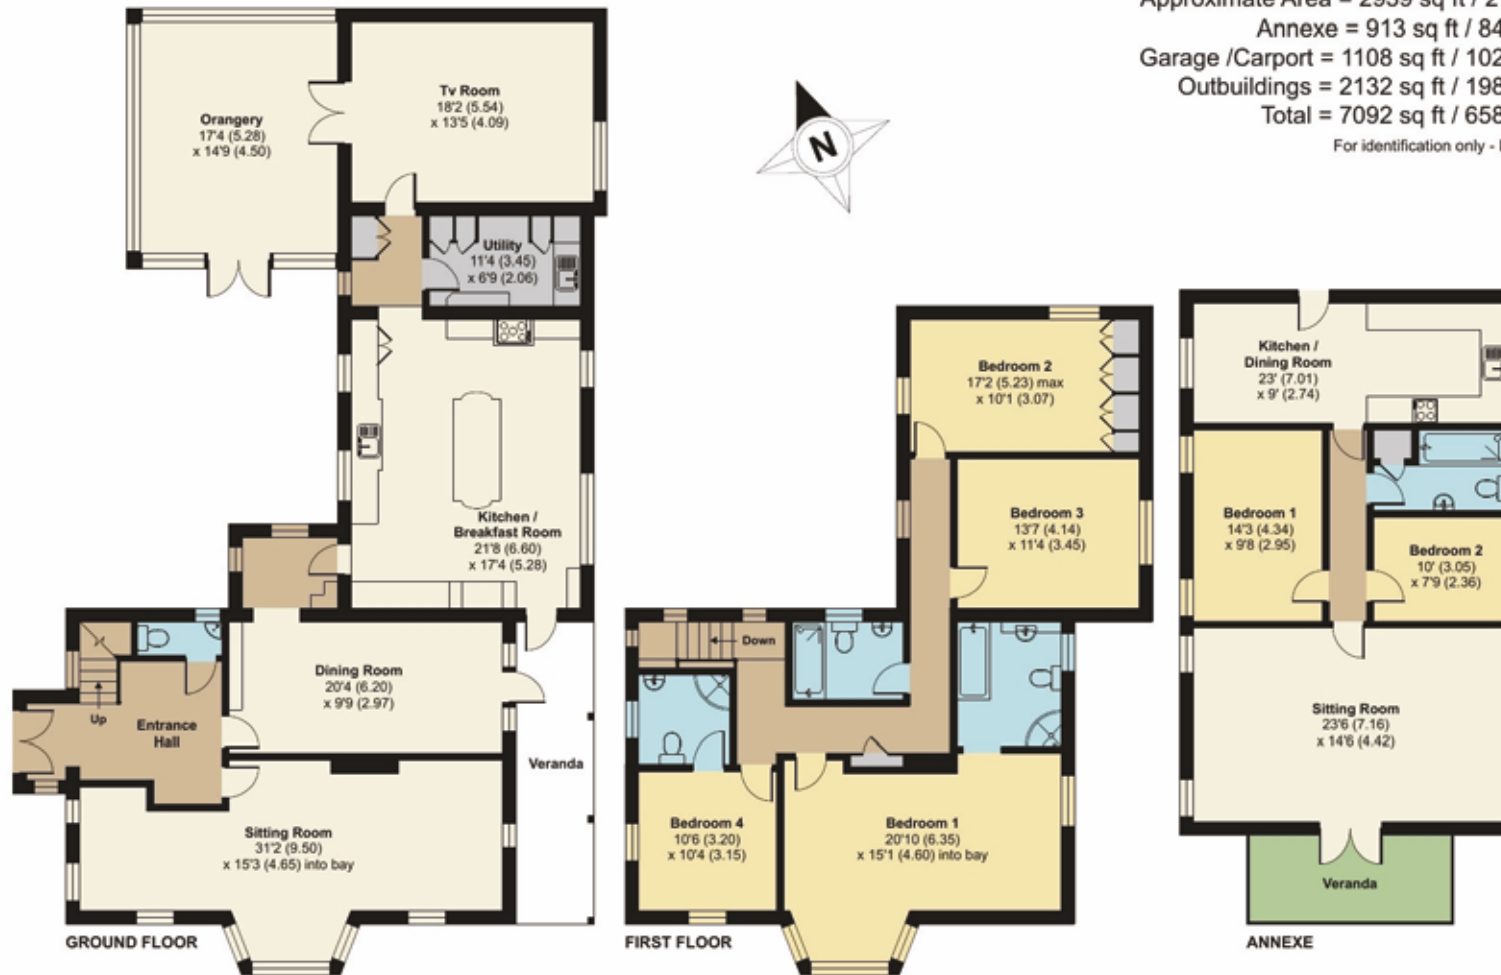 Approximate Area = 2939 sq ft / 2
Annexe = 913 sq ft / 84
Garage /Carport = 1108 sq ft / 102
Outbuildings = 2132 sq ft / 198
Total = 7092 sq ft / 658
For identification only -
N
Orangery
17'4 (5.28)
x 14'9 (4.50)
Tv Room
18'2 (5.54)
x 13'5 (4.09)
Utility
11'4 (3.45)
x 6'9 (2.06)
Kitchen /
Breakfast Room
21'8 (6.60)
x 17'4 (5.28)
Dining Room
20'4 (6.20)
x 9'9 (2.97)
Up
Entrance
Hall
Veranda
Sitting Room
31'2 (9.50)
x 15'3 (4.65) into bay
GROUND FLOOR
Bedroom 2
17'2 (5.23) max
x 10'1 (3.07)
Bedroom 3
13'7 (4.14)
x 11'4 (3.45)
Down
Bedroom 4
10'6 (3.20)
x 10'4 (3.15)
Bedroom 1
20'10 (6.35)
x 15'1 (4.60) into bay
FIRST FLOOR
Kitchen /
Dining Room
23' (7.01)
x 9' (2.74)
Bedroom 1
14'3 (4.34)
x 9'8 (2.95)
Bedroom 2
10' (3.05)
x 7'9 (2.36)
Sitting Room
23'6 (7.16)
x 14'6 (4.42)
Veranda
ANNEXE